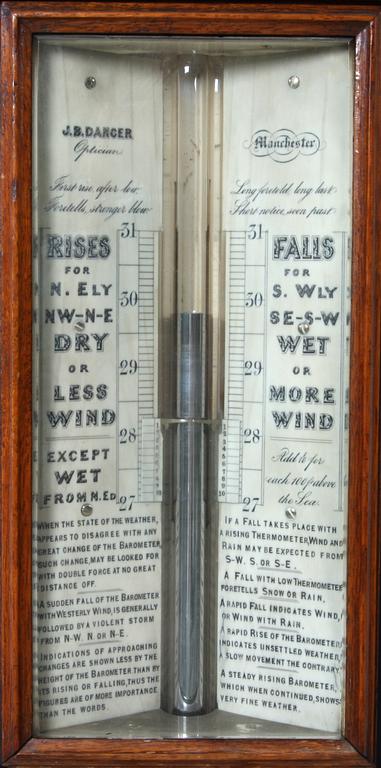 J.B. DANCER
Optician
First rise, after low
Foretells, stronger blow
31
RISES
FOR
N. ELY
30
NW-N-E
DRY
29
OR
LESS
WIND
28
EXCEPT
WET
FROM N.ED
27
WHEN THE STATE OF THE WEATHER,
APPEARS TO DISAGREE WITH ANY
GREAT CHANGE OF THE BAROMETER,
SUCH CHANGE, MAY BE LOOKED FOR
WITH DOUBLE FORCE AT NO GREAT
DISTANCE OFF.
A SUDDEN FALL OF THE BAROMETER
WITH WESTERLY WIND, IS GENERALLY
FOLLOWED BY A VIOLENT STORM
FROM N-W. N. OR N-E.
INDICATIONS OF APPROACHING
CHANGES ARE SHOWN LESS BY THE
HEIGHT OF THE BAROMETER THAN BY
ITS RISING OR FALLING, THUS THE
FIGURES ARE OF MORE IMPORTANCE
THAN THE WORDS.
Manchester
Long foretold, long last
Short notice, soon past
31
FALLS
FOR
S. WLY
30
SE-S-W
WET
29
OR
MORE
WIND
28
Add 1/10 for
each 100 f.t above
the Sea.
27
IF A FALL TAKES PLACE WITH
A RISING THERMOMETER, WIND AND
RAIN MAY BE EXPECTED FROM
S-W. S. OR S-E.
A FALL WITH LOW THERMOMETER
FORETELLS SNOW OR RAIN,
A RAPID FALL INDICATES WIND,
OR WIND WITH RAIN.
A RAPID RISE OF THE BAROMETER
INDICATES UNSETTLED WEATHER,
A SLOW MOVEMENT THE CONTRARY
A STEADY RISING BAROMETER,
WHICH WHEN CONTINUED, SHOWS
VERY FINE WEATHER.